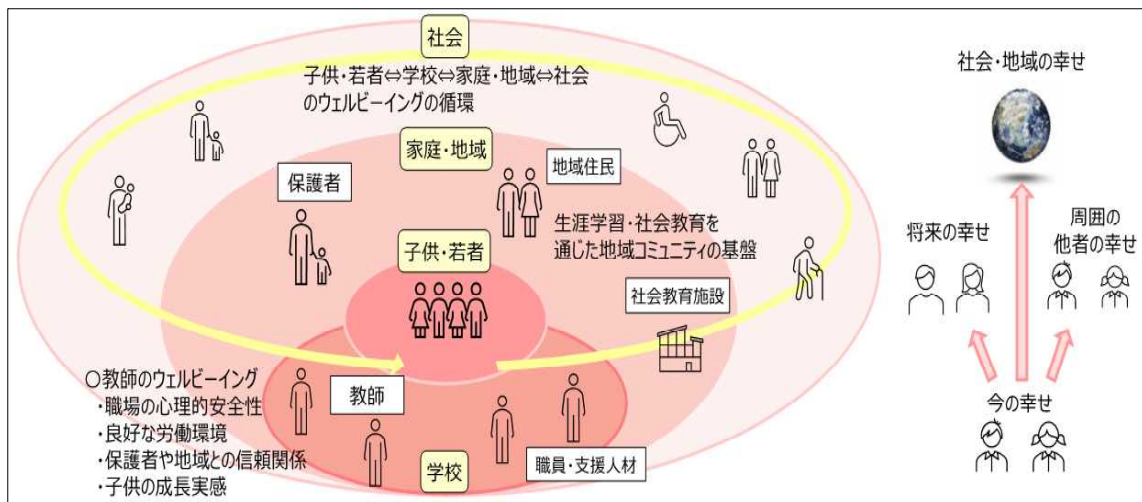 社会
子供・若者⇔学校⇔家庭・地域⇔社会
のウェルビーイングの循環
家庭・地域
保護者
地域住民
生涯学習・社会教育を
通じた地域コミュニティの基盤
子供・若者
社会教育施設
〇教師のウェルビーイング
・職場の心理的安全性
・良好な労働環境
・保護者や地域との信頼関係
・子供の成長実感
教師
職員・支援人材
学校
社会・地域の幸せ
将来の幸せ
周囲の
他者の幸せ
今の幸せ